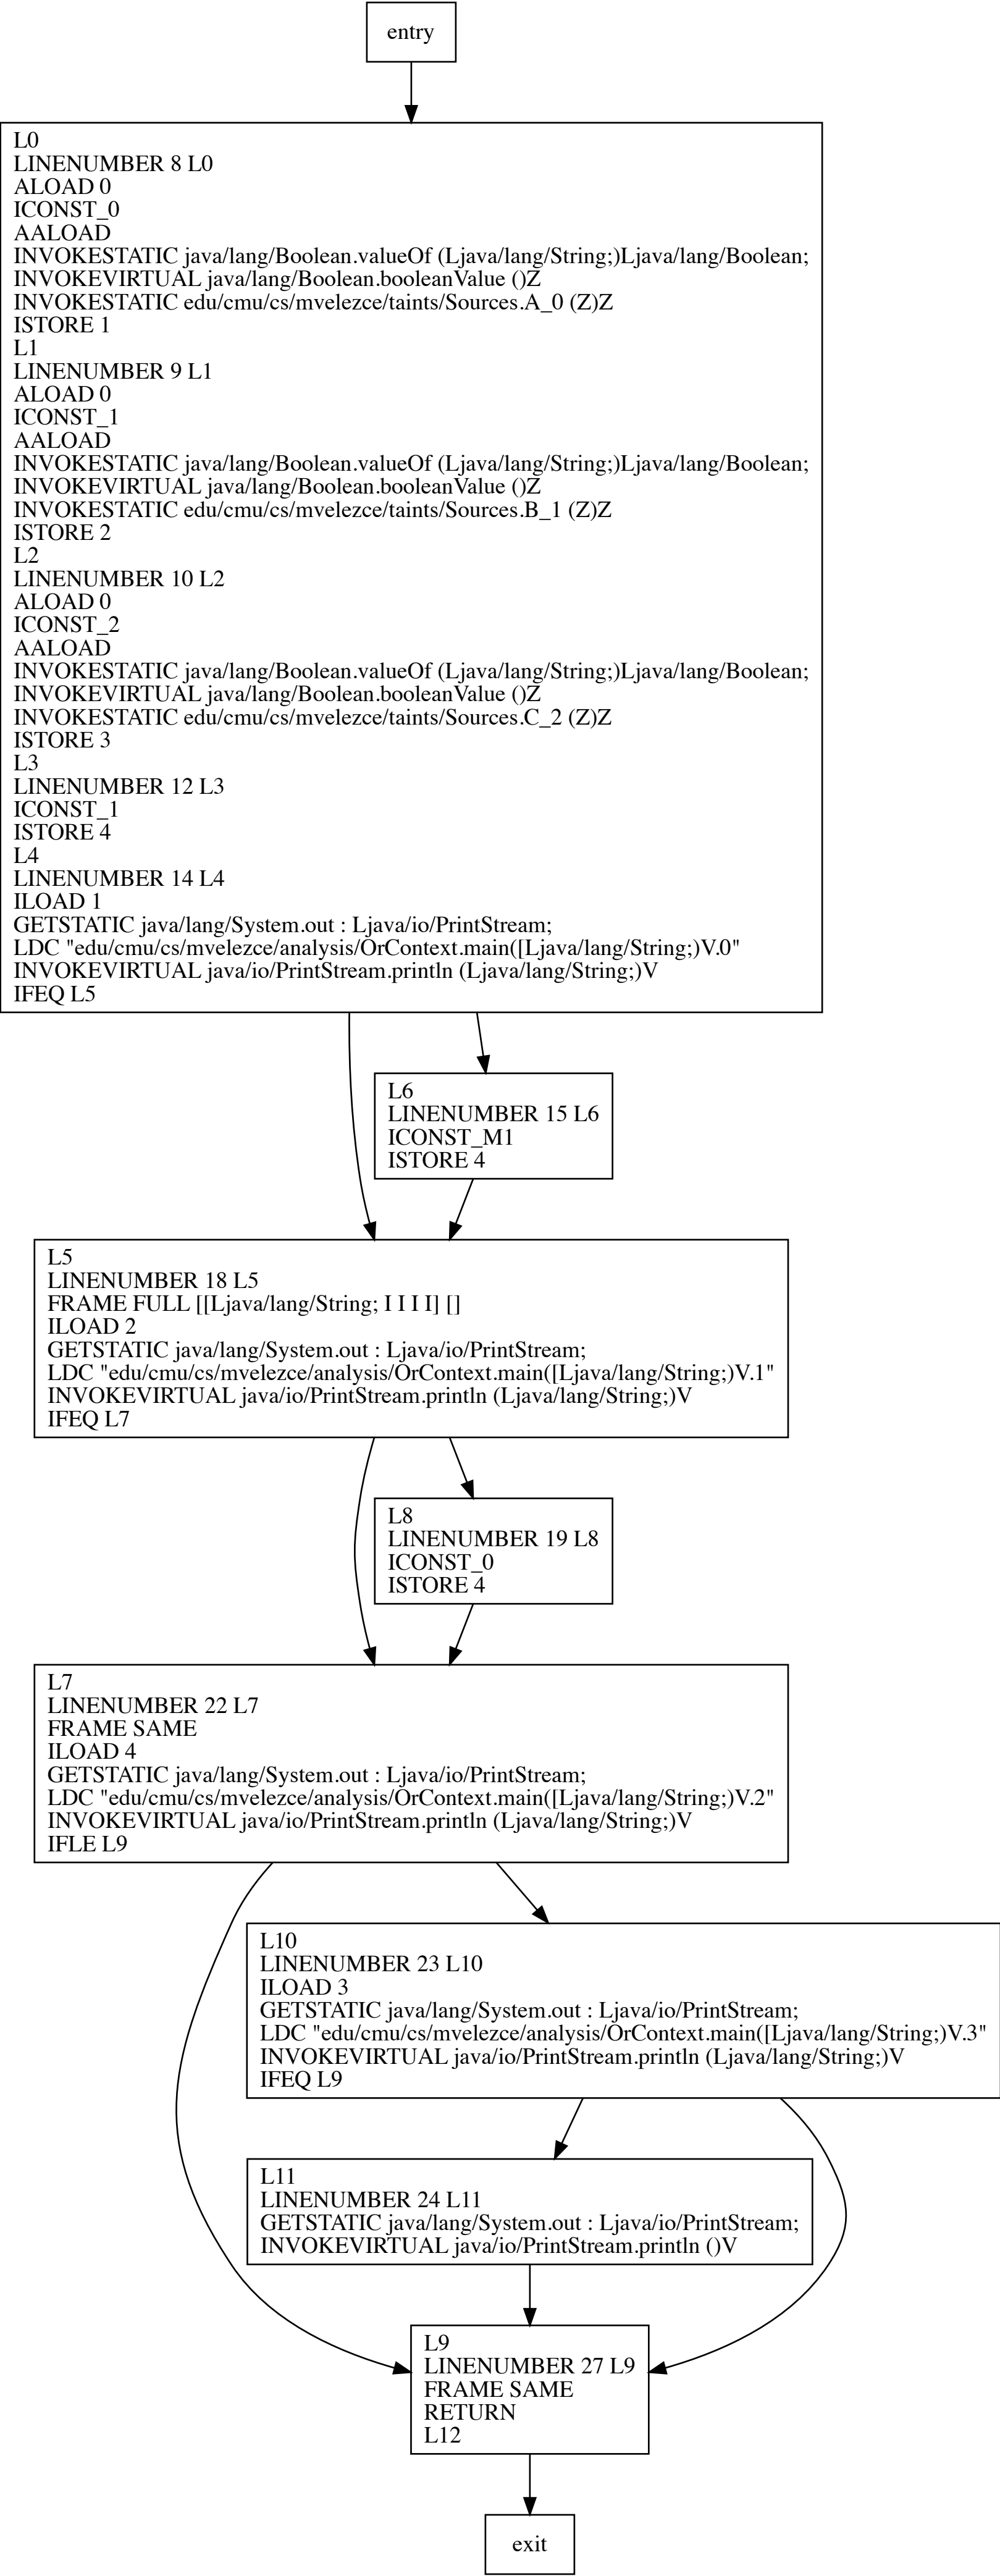 entry
L0
LINENUMBER 8 L0
ALOAD 0
ICONST_0
AALOAD
INVOKESTATIC java/lang/Boolean.valueOf (Ljava/lang/String;)Ljava/lang/Boolean;
INVOKEVIRTUAL java/lang/Boolean.booleanValue ()Z
INVOKESTATIC edu/cmu/cs/mvelezce/taints/Sources.A_0 (Z)Z
ISTORE 1
L1
LINENUMBER 9 L1
ALOAD 0
ICONST_1
AALOAD
INVOKESTATIC java/lang/Boolean.valueOf (Ljava/lang/String;)Ljava/lang/Boolean;
INVOKEVIRTUAL java/lang/Boolean.booleanValue ()Z
INVOKESTATIC edu/cmu/cs/mvelezce/taints/Sources.B_1 (Z)Z
ISTORE 2
L2
LINENUMBER 10 L2
ALOAD 0
ICONST_2
AALOAD
INVOKESTATIC java/lang/Boolean.valueOf (Ljava/lang/String;)Ljava/lang/Boolean;
INVOKEVIRTUAL java/lang/Boolean.booleanValue ()Z
INVOKESTATIC edu/cmu/cs/mvelezce/taints/Sources.C_2 (Z)Z
ISTORE 3
L3
LINENUMBER 12 L3
ICONST_1
ISTORE 4
L4
LINENUMBER 14 L4
ILOAD 1
GETSTATIC java/lang/System.out : Ljava/io/PrintStream;
LDC "edu/cmu/cs/mvelezce/analysis/OrContext.main([Ljava/lang/String;)V.0"
INVOKEVIRTUAL java/io/PrintStream.println (Ljava/lang/String;)V
IFEQ L5
L6
LINENUMBER 15 L6
ICONST_M1
ISTORE 4
L5
LINENUMBER 18 L5
FRAME FULL [[Ljava/lang/String; I I I I] []
ILOAD 2
GETSTATIC java/lang/System.out : Ljava/io/PrintStream;
LDC "edu/cmu/cs/mvelezce/analysis/OrContext.main([Ljava/lang/String;)V.1"
INVOKEVIRTUAL java/io/PrintStream.println (Ljava/lang/String;)V
IFEQ L7
L8
LINENUMBER 19 L8
ICONST_0
ISTORE 4
L7
LINENUMBER 22 L7
FRAME SAME
ILOAD 4
GETSTATIC java/lang/System.out : Ljava/io/PrintStream;
LDC "edu/cmu/cs/mvelezce/analysis/OrContext.main([Ljava/lang/String;)V.2"
INVOKEVIRTUAL java/io/PrintStream.println (Ljava/lang/String;)V
IFLE L9
L10
LINENUMBER 23 L10
ILOAD 3
GETSTATIC java/lang/System.out : Ljava/io/PrintStream;
LDC "edu/cmu/cs/mvelezce/analysis/OrContext.main([Ljava/lang/String;)V.3"
INVOKEVIRTUAL java/io/PrintStream.println (Ljava/lang/String;)V
IFEQ L9
L11
LINENUMBER 24 L11
GETSTATIC java/lang/System.out : Ljava/io/PrintStream;
INVOKEVIRTUAL java/io/PrintStream.println ()V
L9
LINENUMBER 27 L9
FRAME SAME
RETURN
L12
exit